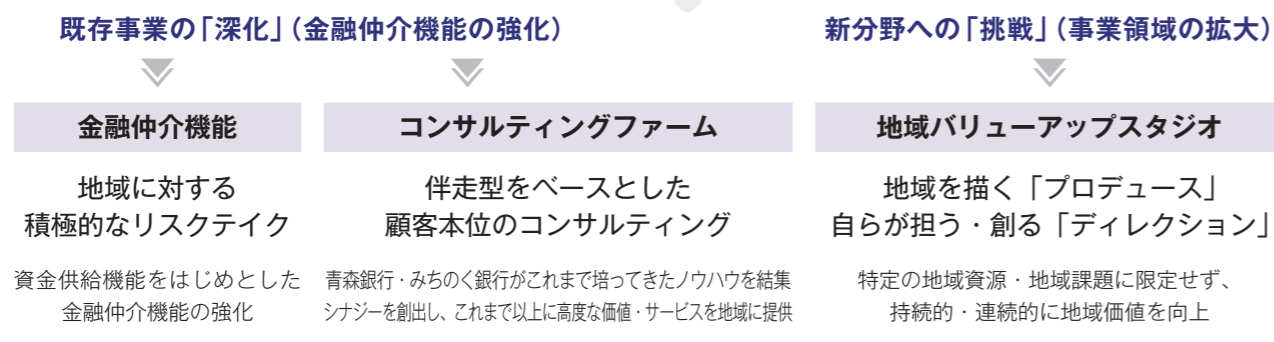 既存事業の「深化」（金融仲介機能の強化）
新分野への「挑戦」（事業領域の拡大）
金融仲介機能
地域に対する
積極的なリスクテイク
資金供給機能をはじめとした
金融仲介機能の強化
コンサルティングファーム
伴走型をベースとした
顧客本位のコンサルティング
青森銀行・みちのく銀行がこれまで培ってきたノウハウを結集
シナジーを創出し、これまで以上に高度な価値・サービスを地域に提供
地域バリューアップスタジオ
地域を描く「プロデュース」
自らが担う・創る「ディレクション」
特定の地域資源・地域課題に限定せず、
持続的・連続的に地域価値を向上